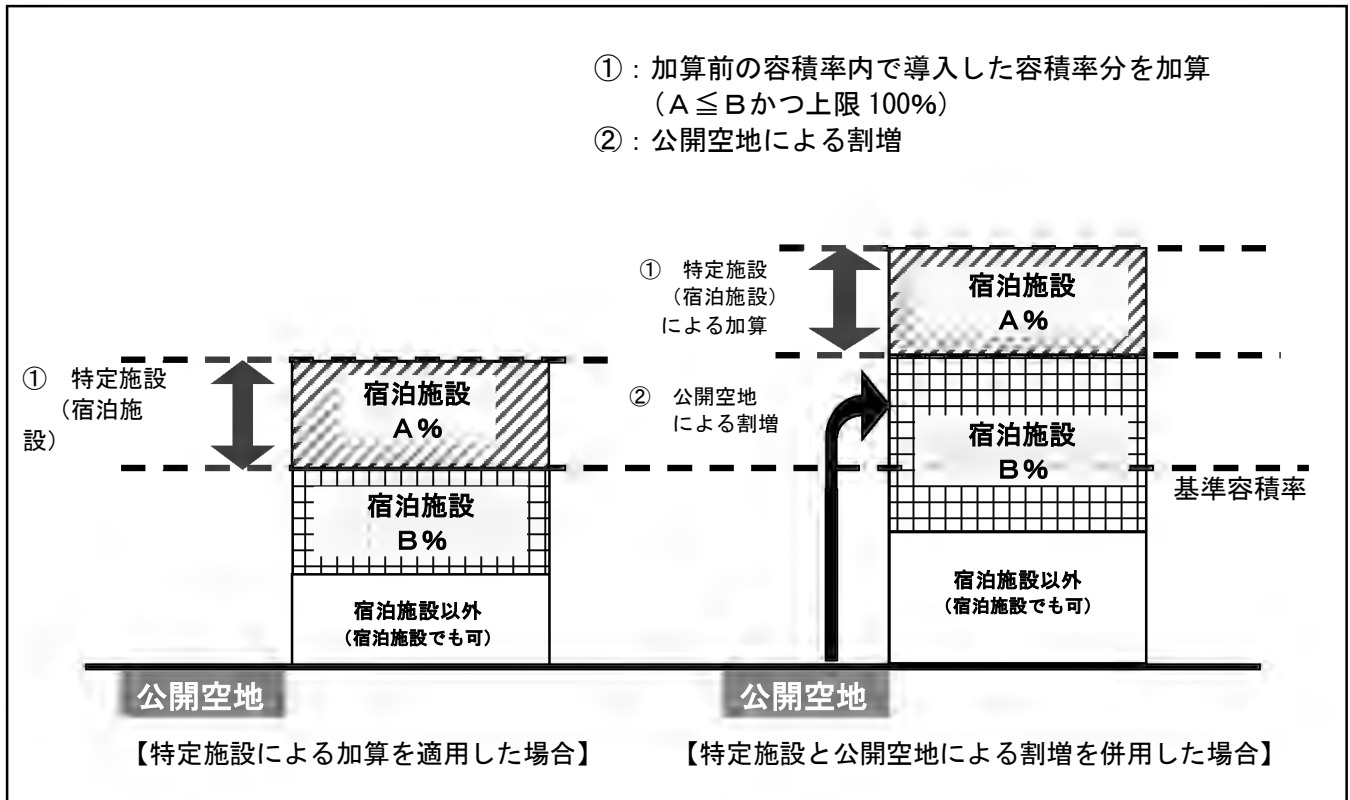 ①：加算前の容積率内で導入した容積率分を加算
（A≦Bかつ上限 100%）
②：公開空地による割増
① 特定施設
（宿泊施
設）
宿泊施設
A%
宿泊施設
B%
宿泊施設以外
（宿泊施設でも可）
公開空地
【特定施設による加算を適用した場合】
① 特定施設
（宿泊施設）
による加算
② 公開空地
による割増
宿泊施設
A%
宿泊施設
B%
基準容積率
宿泊施設以外
（宿泊施設でも可）
公開空地
【特定施設と公開空地による割増を併用した場合】